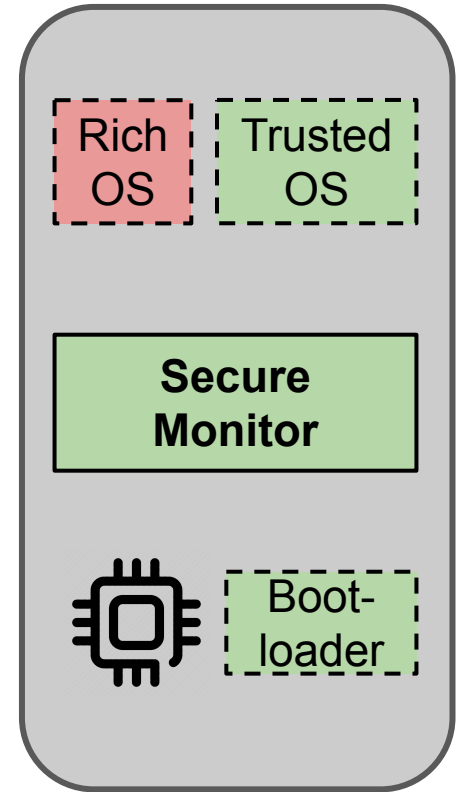 Rich
OS
Trusted
OS
Secure
Monitor
Boot-
loader